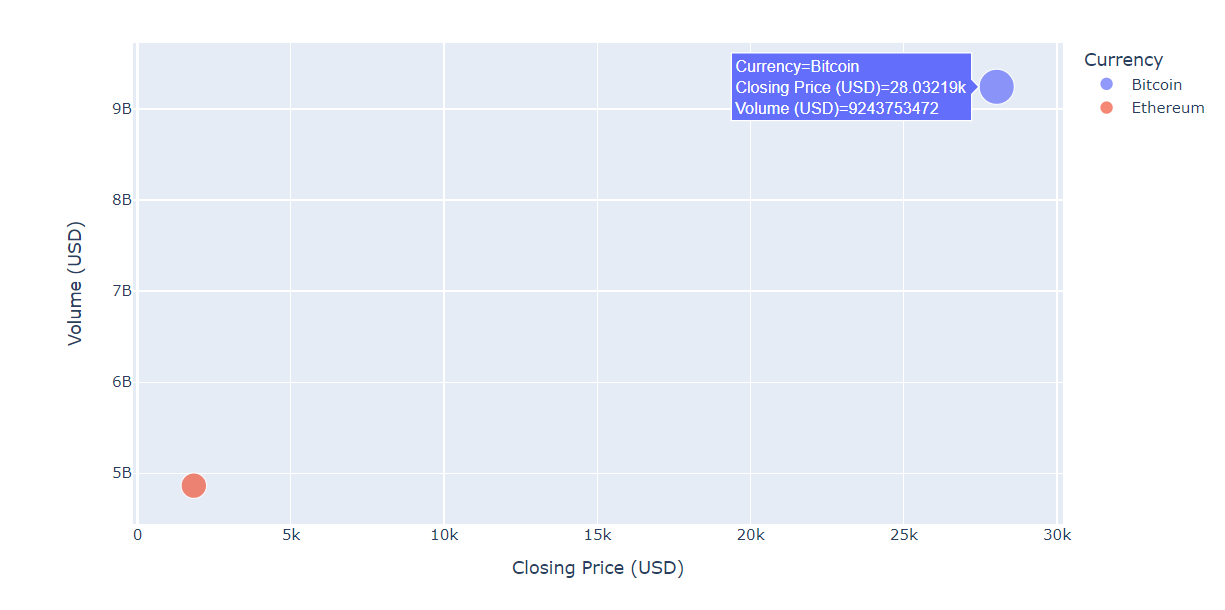 Currency=Bitcoin
Closing Price (USD)=28.03219k
Volume (USD)=9243753472
Currency
Bitcoin
Ethereum
9B
8B
7B
6B
5B
Volume (USD)
0 5k 10k 15k 20k 25k 30k
Closing Price (USD)